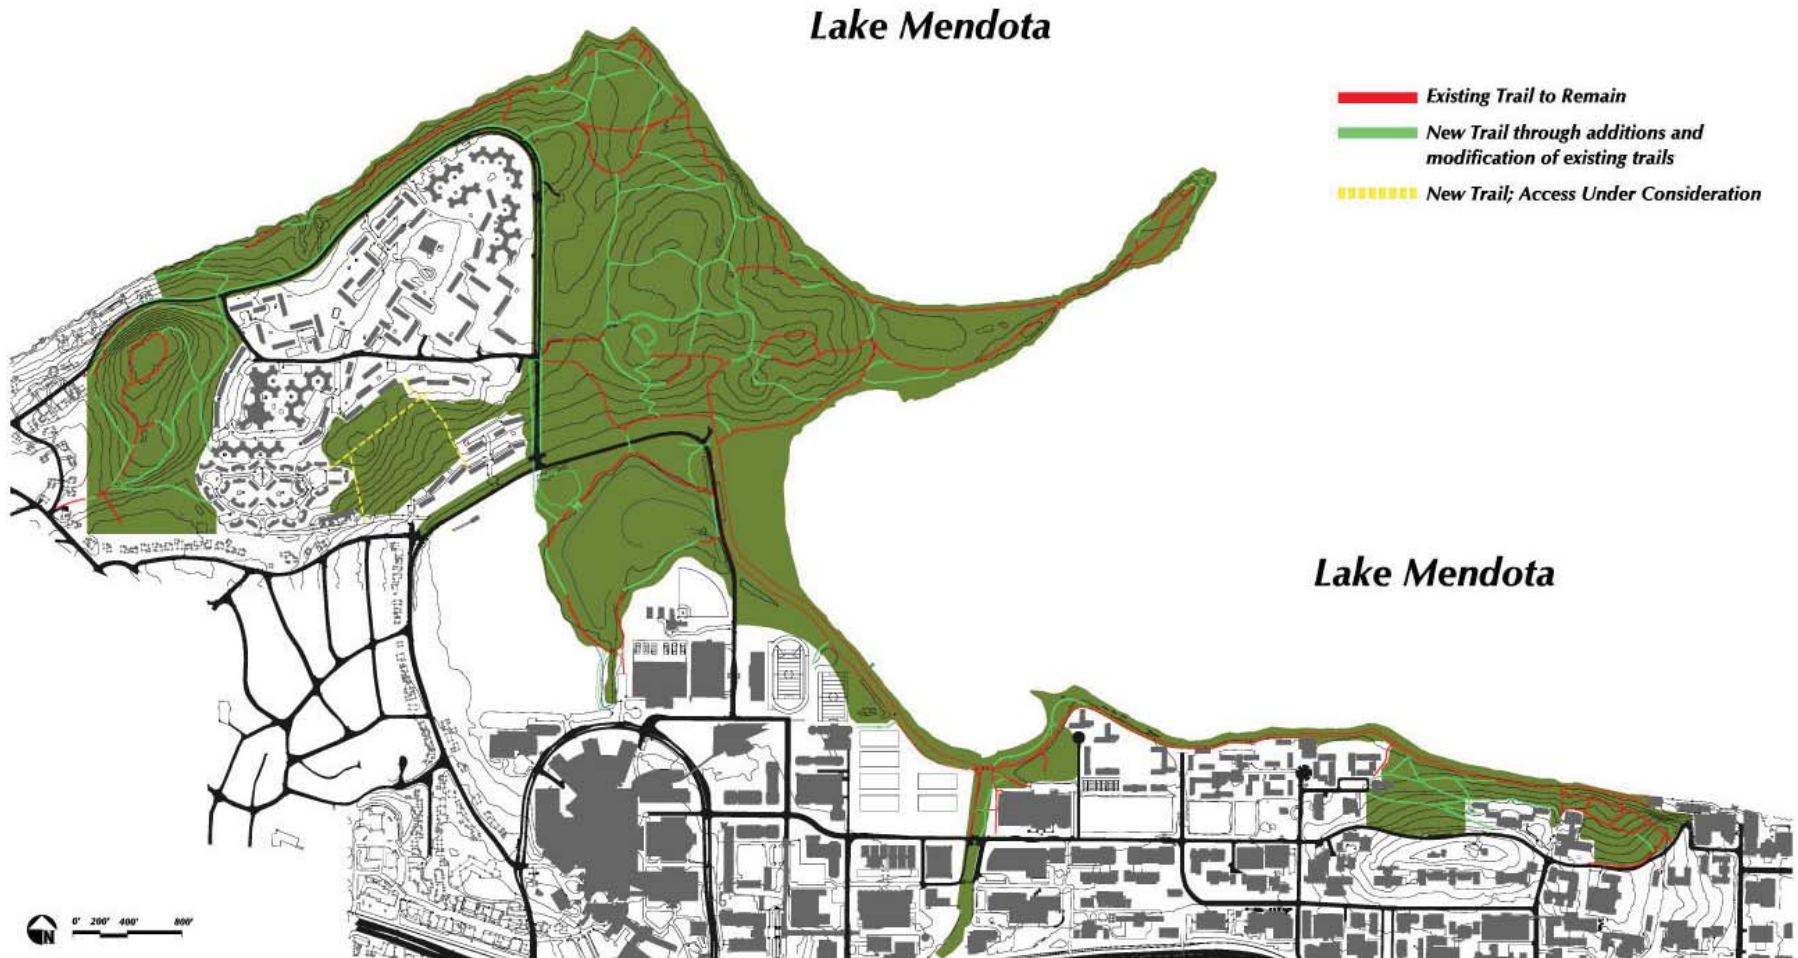 Lake Mendota
Existing Trail to Remain
New Trail through additions and
modification of existing trails
New Trail; Access Under Consideration
Lake Mendota
N
0' 200' 400' 800'